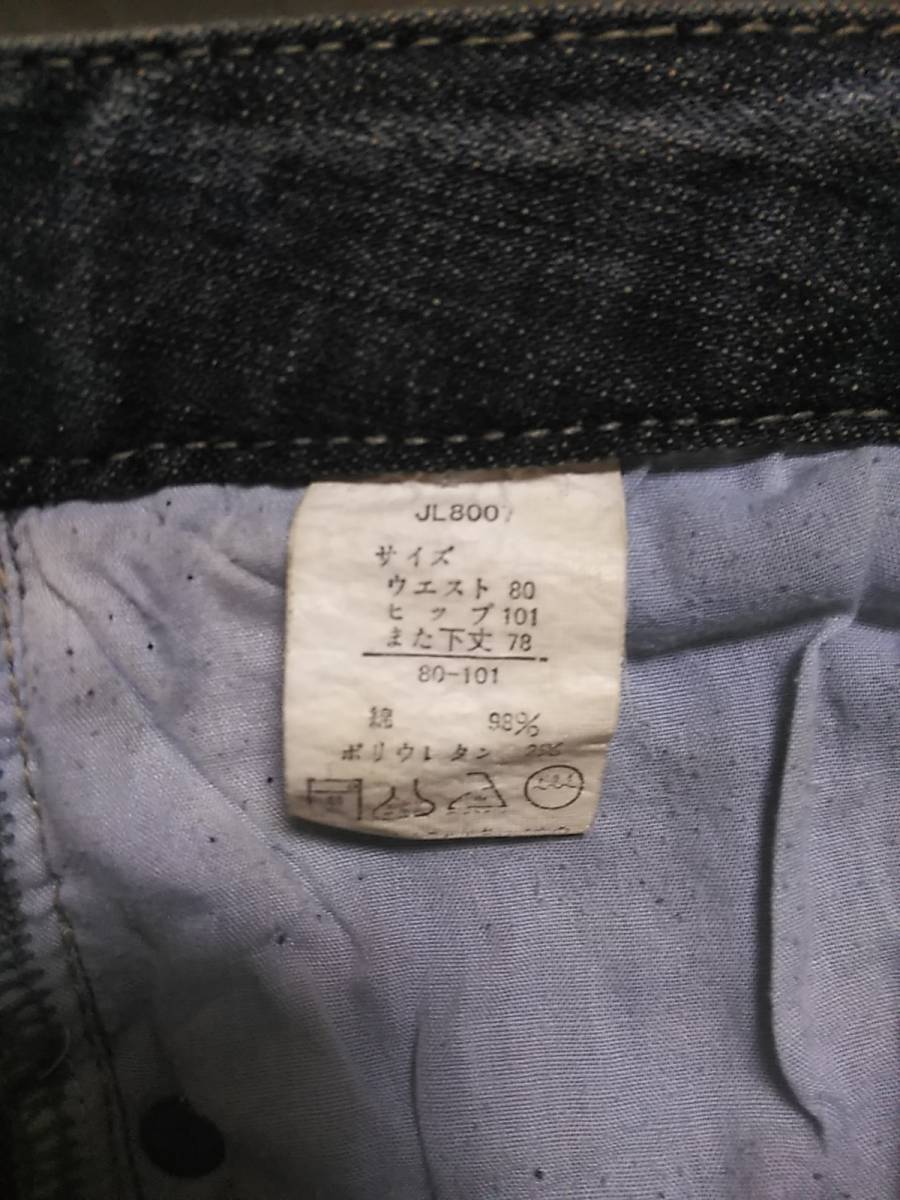 JL8007
サイズ
ウエスト 80
ヒップ 101
また下丈 78
80-101
綿 98%
ポリウレタン 2%